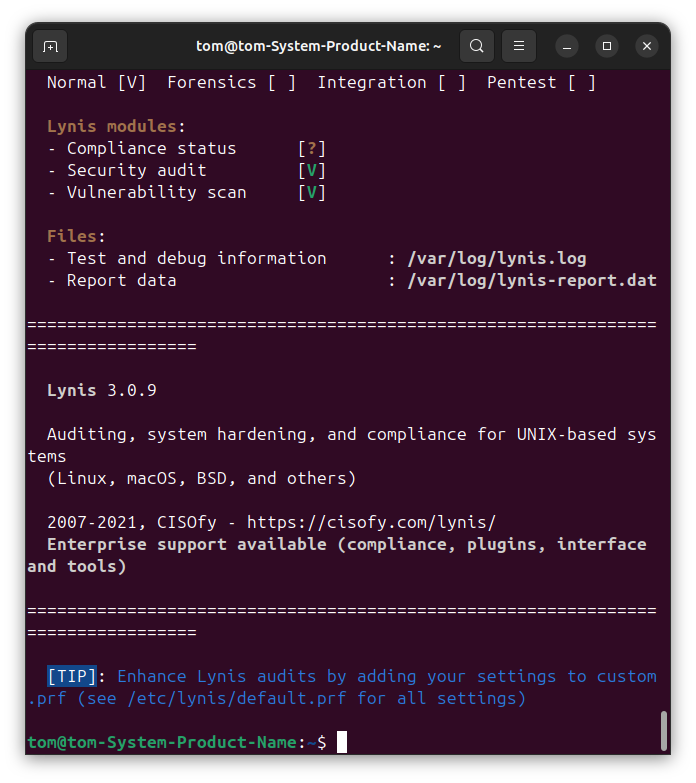 tom@tom-System-Product-Name: ~
Normal [V]  Forensics [ ]  Integration [ ]  Pentest [ ]
Lynis modules:
- Compliance status      [?]
- Security audit         [V]
- Vulnerability scan     [V]
Files:
- Test and debug information      : /var/log/lynis.log
- Report data                     : /var/log/lynis-report.dat
===============================================================
=================
Lynis 3.0.9
Auditing, system hardening, and compliance for UNIX-based sys
tems
(Linux, macOS, BSD, and others)
2007-2021, CISOfy - https://cisofy.com/lynis/
Enterprise support available (compliance, plugins, interface
and tools)
===============================================================
=================
[TIP]: Enhance Lynis audits by adding your settings to custom
.prf (see /etc/lynis/default.prf for all settings)
tom@tom-System-Product-Name:~$